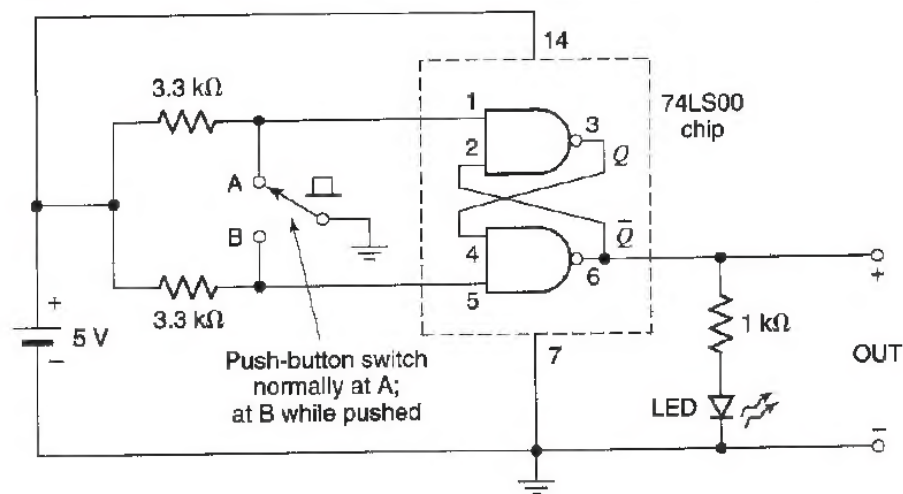 14
3.3 kΩ
74LS00
chip
1
3
2
Q
A
B
Q̅
4
6
5
3.3 kΩ
+
5 V
−
+
1 kΩ
7
OUT
Push-button switch
normally at A;
at B while pushed
LED
−